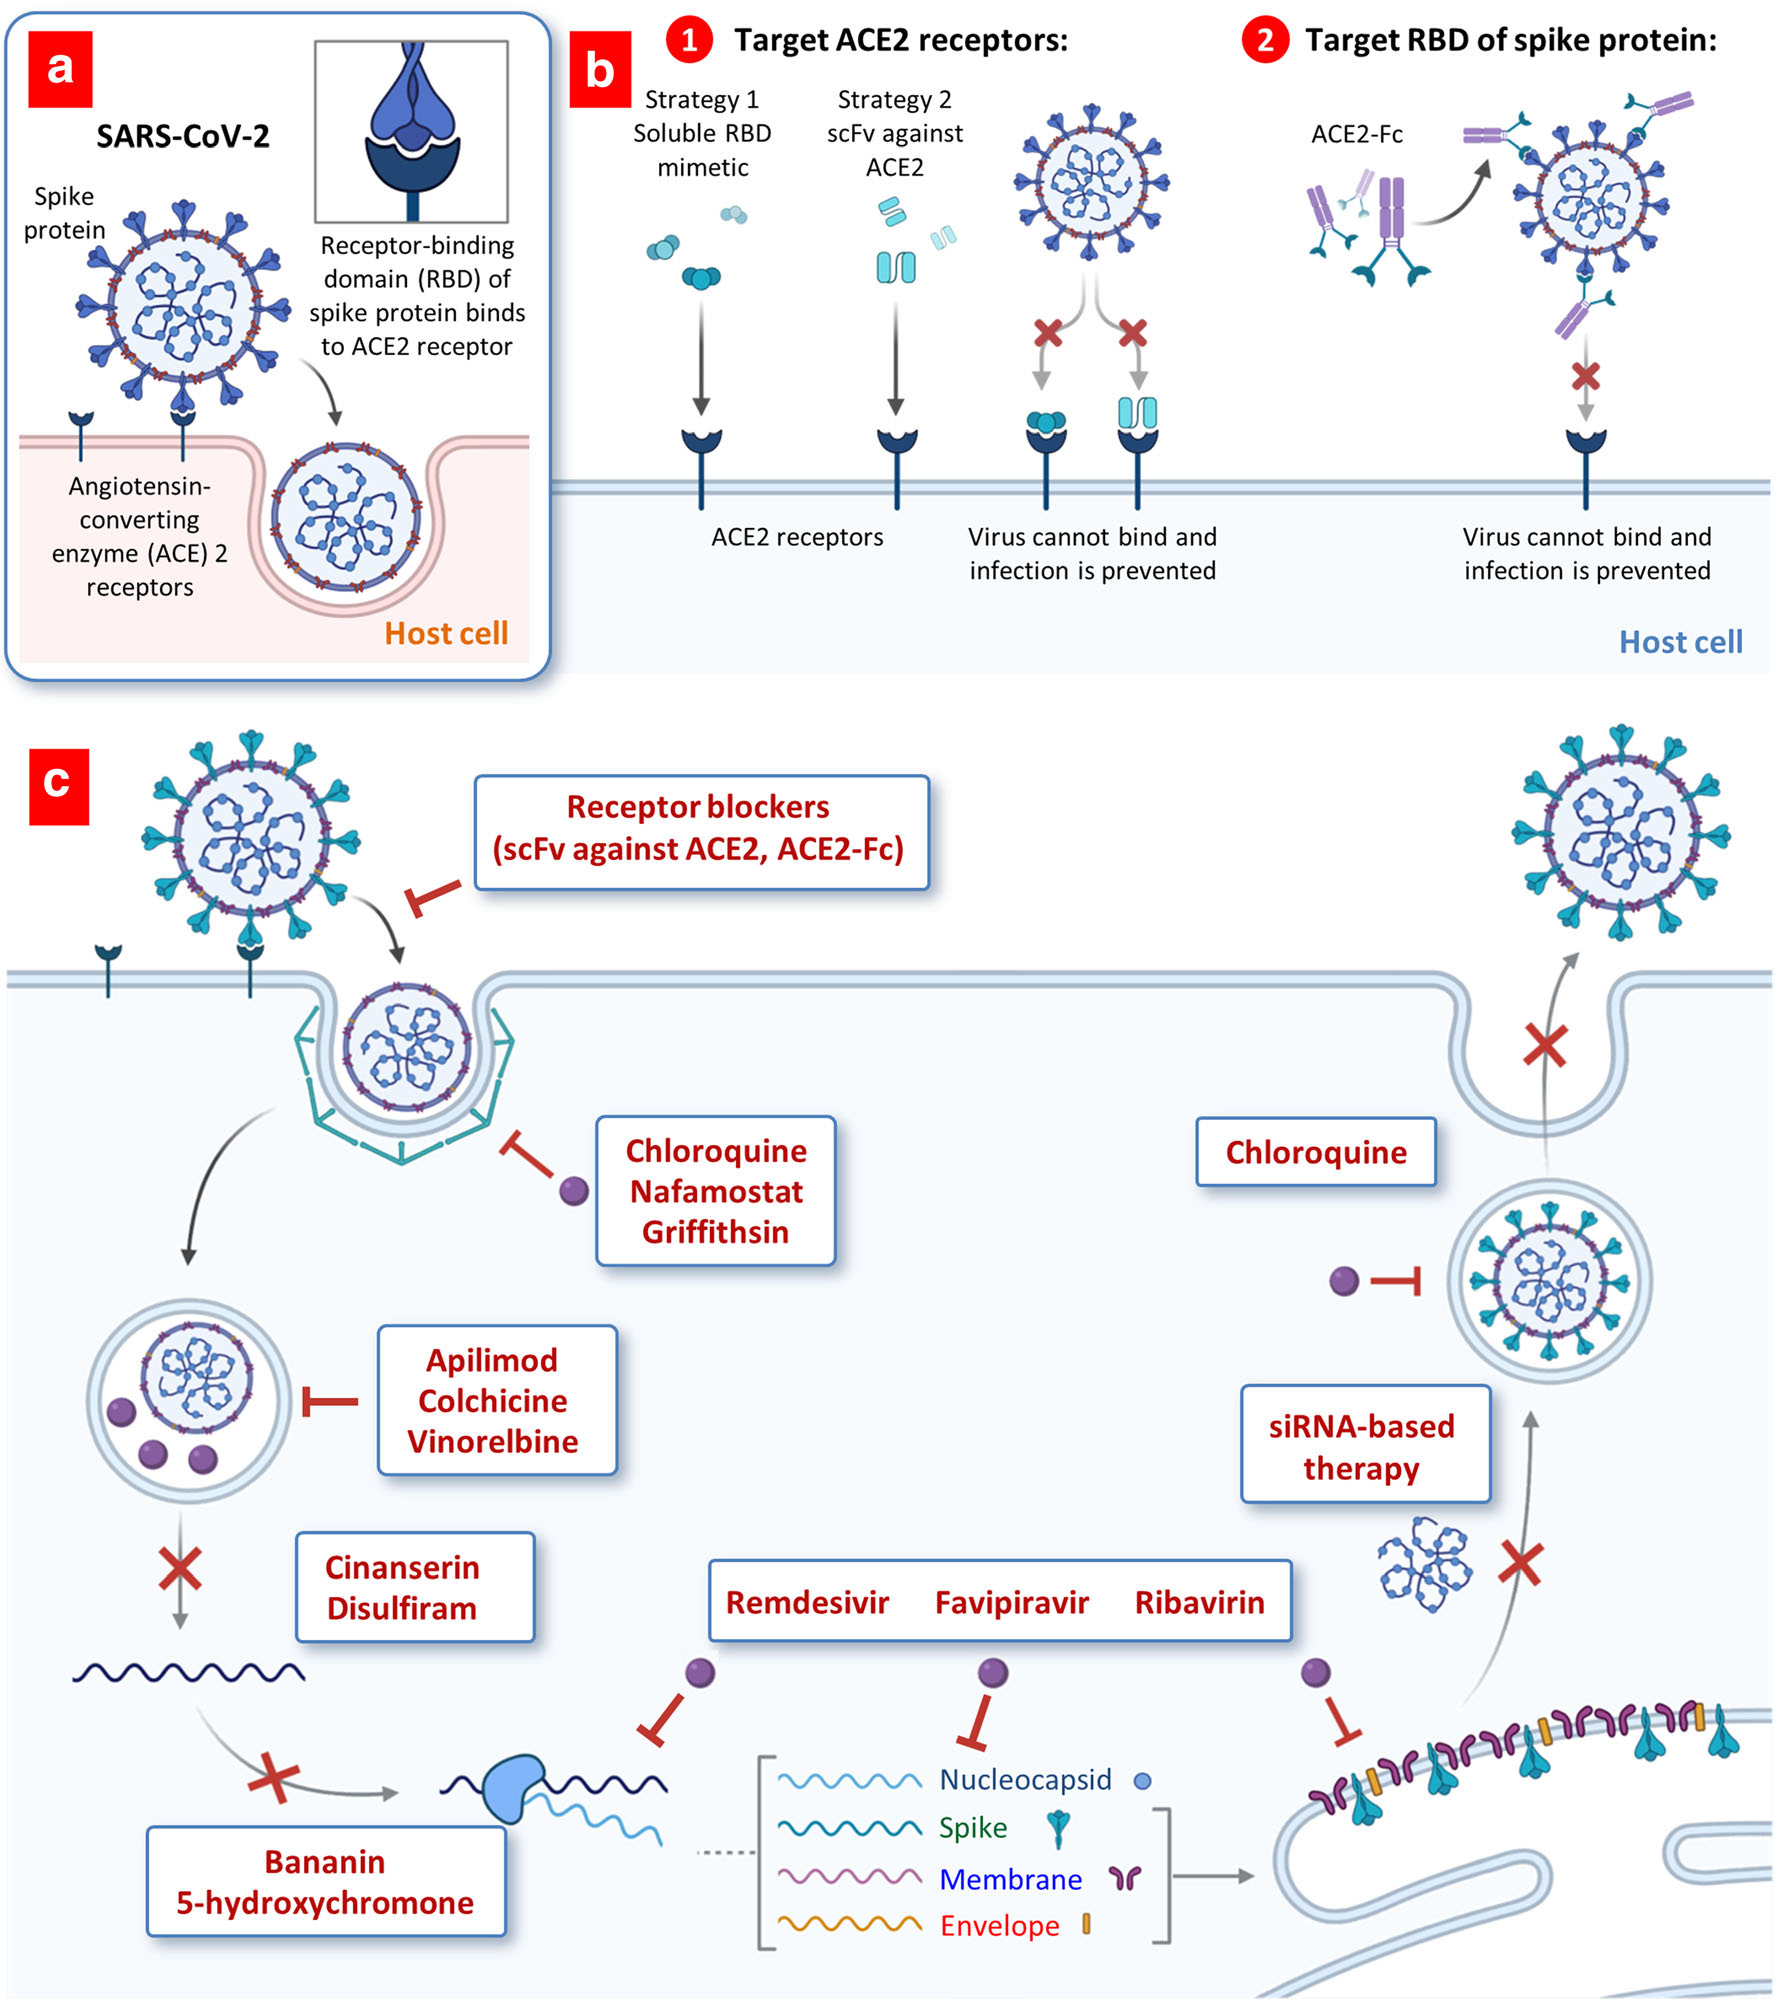 a
SARS-CoV-2
Spike
protein
Receptor-binding
domain (RBD) of
spike protein binds
to ACE2 receptor
Angiotensin-
converting
enzyme (ACE) 2
receptors
Host cell
b
1 Target ACE2 receptors:
Strategy 1
Soluble RBD
mimetic
Strategy 2
scFv against
ACE2
ACE2 receptors
Virus cannot bind and
infection is prevented
2 Target RBD of spike protein:
ACE2-Fc
Virus cannot bind and
infection is prevented
Host cell
c
Receptor blockers
(scFv against ACE2, ACE2-Fc)
Chloroquine
Nafamostat
Griffithsin
Apilimod
Colchicine
Vinorelbine
Cinanserin
Disulfiram
Bananin
5-hydroxychromone
Remdesivir Favipiravir Ribavirin
Nucleocapsid
Spike
Membrane
Envelope
siRNA-based
therapy
Chloroquine